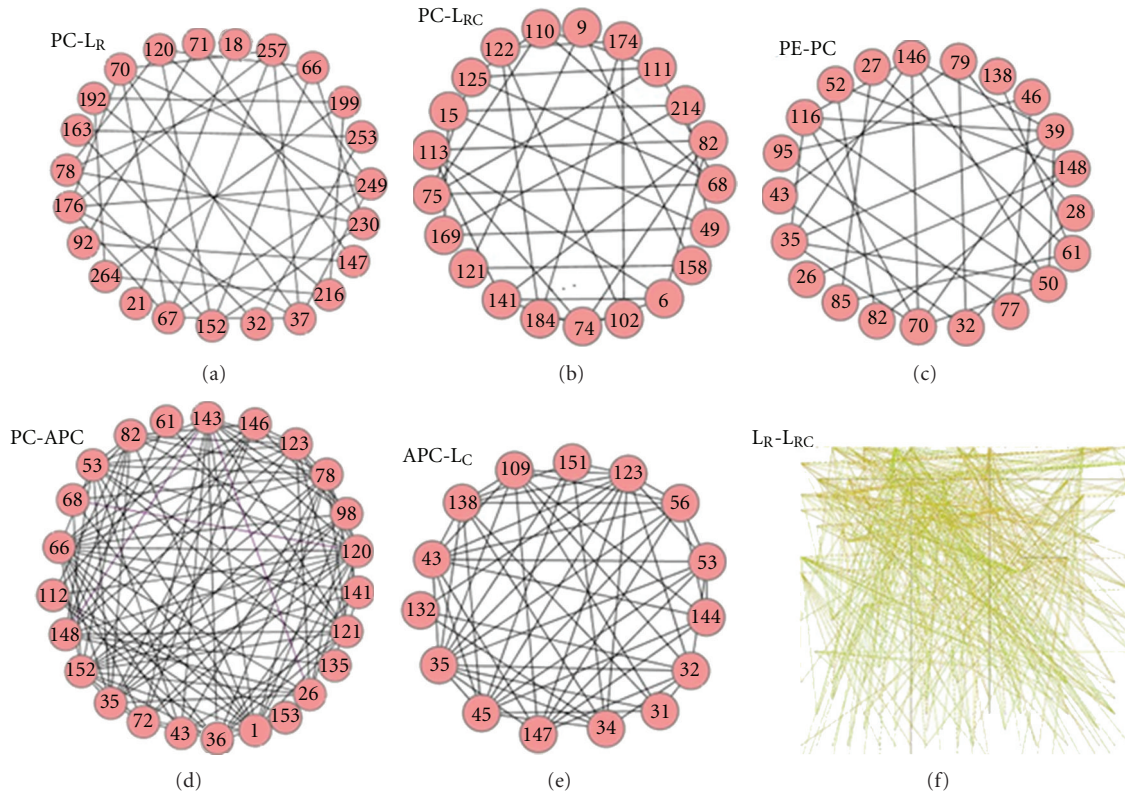 PC-L_R
120 71 18 257
70 66
192 199
163 253
78 249
176 230
92 147
264 216
21 67 152 32 37
(a)
PC-L_RC
110 9 174
122 111
125 214
15 82
113 68
75 49
169 158
121 6
141 184 74 102
(b)
PE-PC
27 146 79 138
52 46
116 39
95 148
43 28
35 61
26 50
85 82 70 32 77
(c)
PC-APC
82 61 143 146 123
53 78
68 98
66 120
112 141
148 121
152 135
35 26
72 43 36 1 153
(d)
APC-L_C
109 151 123
138 56
43 53
132 144
35 32
45 31
147 34
(e)
L_R-L_RC
(f)